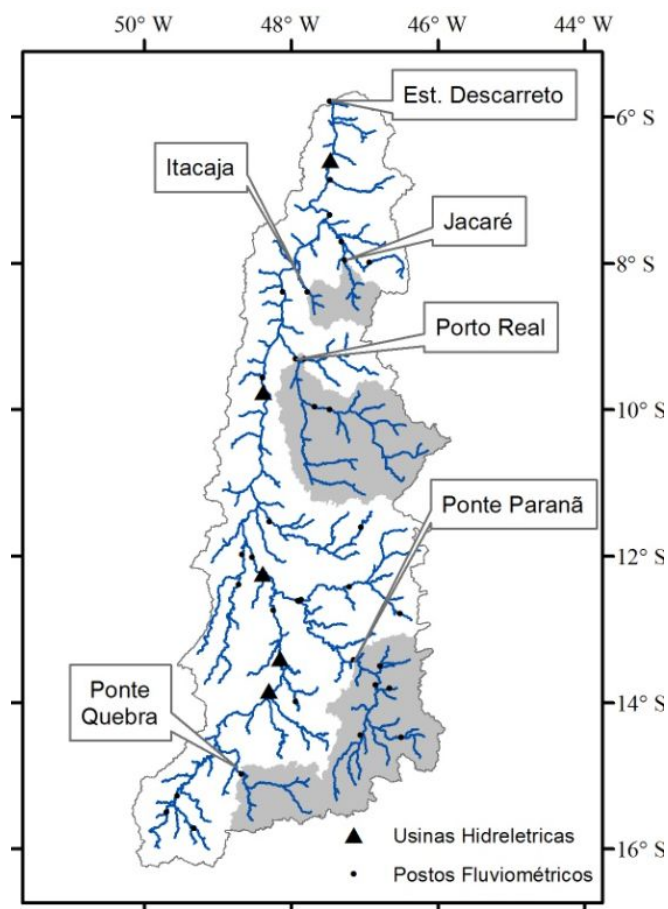 50° W 48° W 46° W 44° W
Est. Descarreto
6° S
Itacaja
Jacaré
8° S
Porto Real
10° S
Ponte Paranã
12° S
Ponte
Quebra
14° S
Usinas Hidreletricas
16° S
Postos Fluviométricos